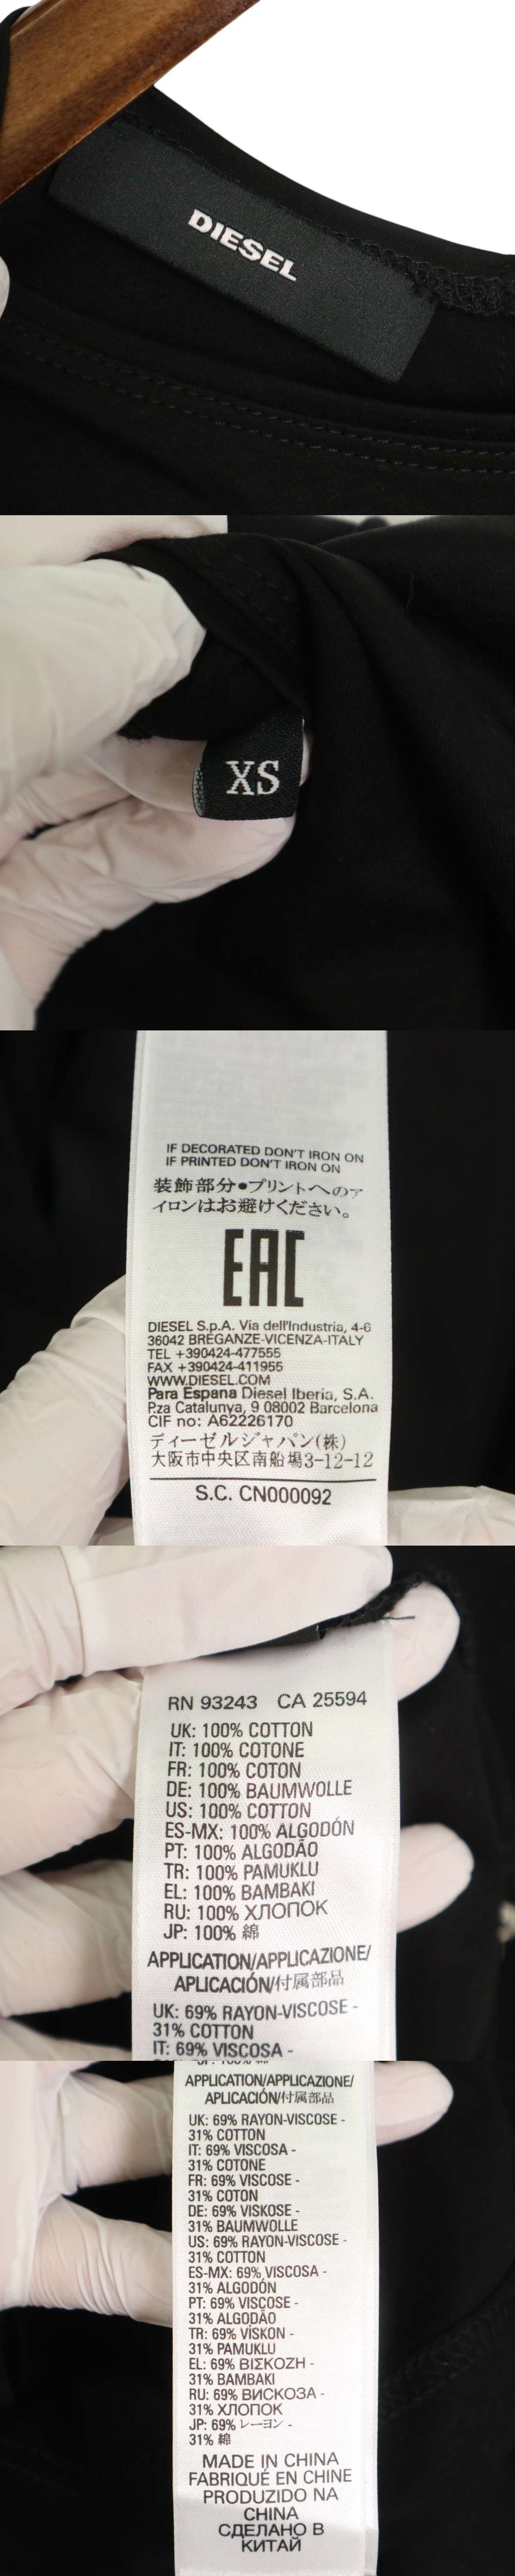 DIESEL
XS
IF DECORATED DON'T IRON ON
IF PRINTED DON'T IRON ON
装飾部分●プリントへのア
イロンはお避けください。
EAC
DIESEL S.p.A. Via dell'Industria, 4-6
36042 BREGANZE-VICENZA-ITALY
TEL +390424-477555
FAX +390424-411955
WWW.DIESEL.COM
Para Espana Diesel Iberia, S.A.
P.za Catalunya, 9 08002 Barcelona
CIF no: A62226170
ディーゼルジャパン(株)
大阪市中央区南船場3-12-12
S.C. CN000092
RN 93243 CA 25594
UK: 100% COTTON
IT: 100% COTONE
FR: 100% COTON
DE: 100% BAUMWOLLE
US: 100% COTTON
ES-MX: 100% ALGODÓN
PT: 100% ALGODÃO
TR: 100% PAMUKLU
EL: 100% BAMBAKI
RU: 100% ХЛОПОК
JP: 100% 綿
APPLICATION/APPLICAZIONE/
APLICACIÓN/付属部品
UK: 69% RAYON-VISCOSE -
31% COTTON
IT: 69% VISCOSA -
JP: 100% 綿
APPLICATION/APPLICAZIONE/
APLICACIÓN/付属部品
UK: 69% RAYON-VISCOSE -
31% COTTON
IT: 69% VISCOSA -
31% COTONE
FR: 69% VISCOSE -
31% COTON
DE: 69% VISKOSE -
31% BAUMWOLLE
US: 69% RAYON-VISCOSE -
31% COTTON
ES-MX: 69% VISCOSA -
31% ALGODÓN
PT: 69% VISCOSE -
31% ALGODÃO
TR: 69% VİSKON -
31% PAMUKLU
EL: 69% ΒΙΣΚΟΖΗ -
31% BAMBAKI
RU: 69% ВИСКОЗА -
31% ХЛОПОК
JP: 69% レーヨン -
31% 綿
MADE IN CHINA
FABRIQUÉ EN CHINE
PRODUZIDO NA
CHINA
СДЕЛАНО В
КИТАЙ